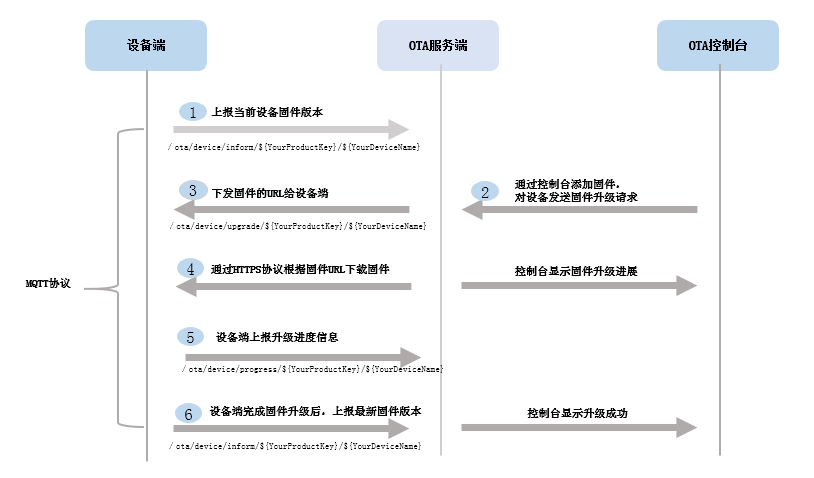 设备端
OTA服务端
OTA控制台
1 上报当前设备固件版本
/ota/device/inform/${YourProductKey}/${YourDeviceName}
2 通过控制台添加固件,
对设备发送固件升级请求
3 下发固件的URL给设备端
/ota/device/upgrade/${YourProductKey}/${YourDeviceName}
4 通过HTTPS协议根据固件URL下载固件
控制台显示固件升级进展
MQTT协议
5 设备端上报升级进度信息
/ota/device/progress/${YourProductKey}/${YourDeviceName}
6 设备端完成固件升级后,上报最新固件版本
控制台显示升级成功
/ota/device/inform/${YourProductKey}/${YourDeviceName}